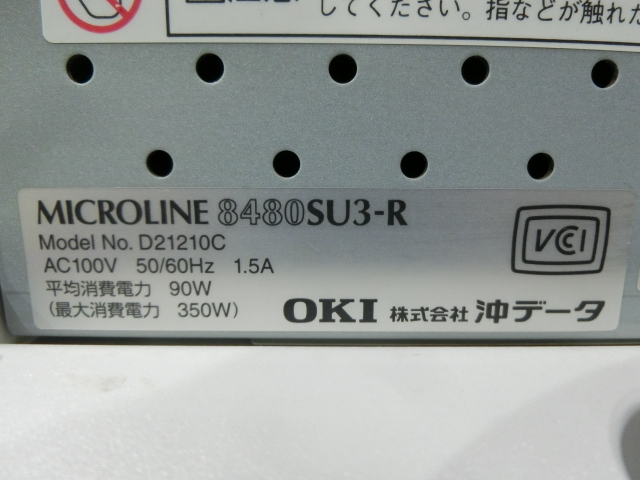 してください。指などが触れた
MICROLINE 8480SU3-R
Model No. D21210C
AC100V 50/60Hz 1.5A
平均消費電力 90W
(最大消費電力 350W)
VCCI
OKI 株式会社 沖データ